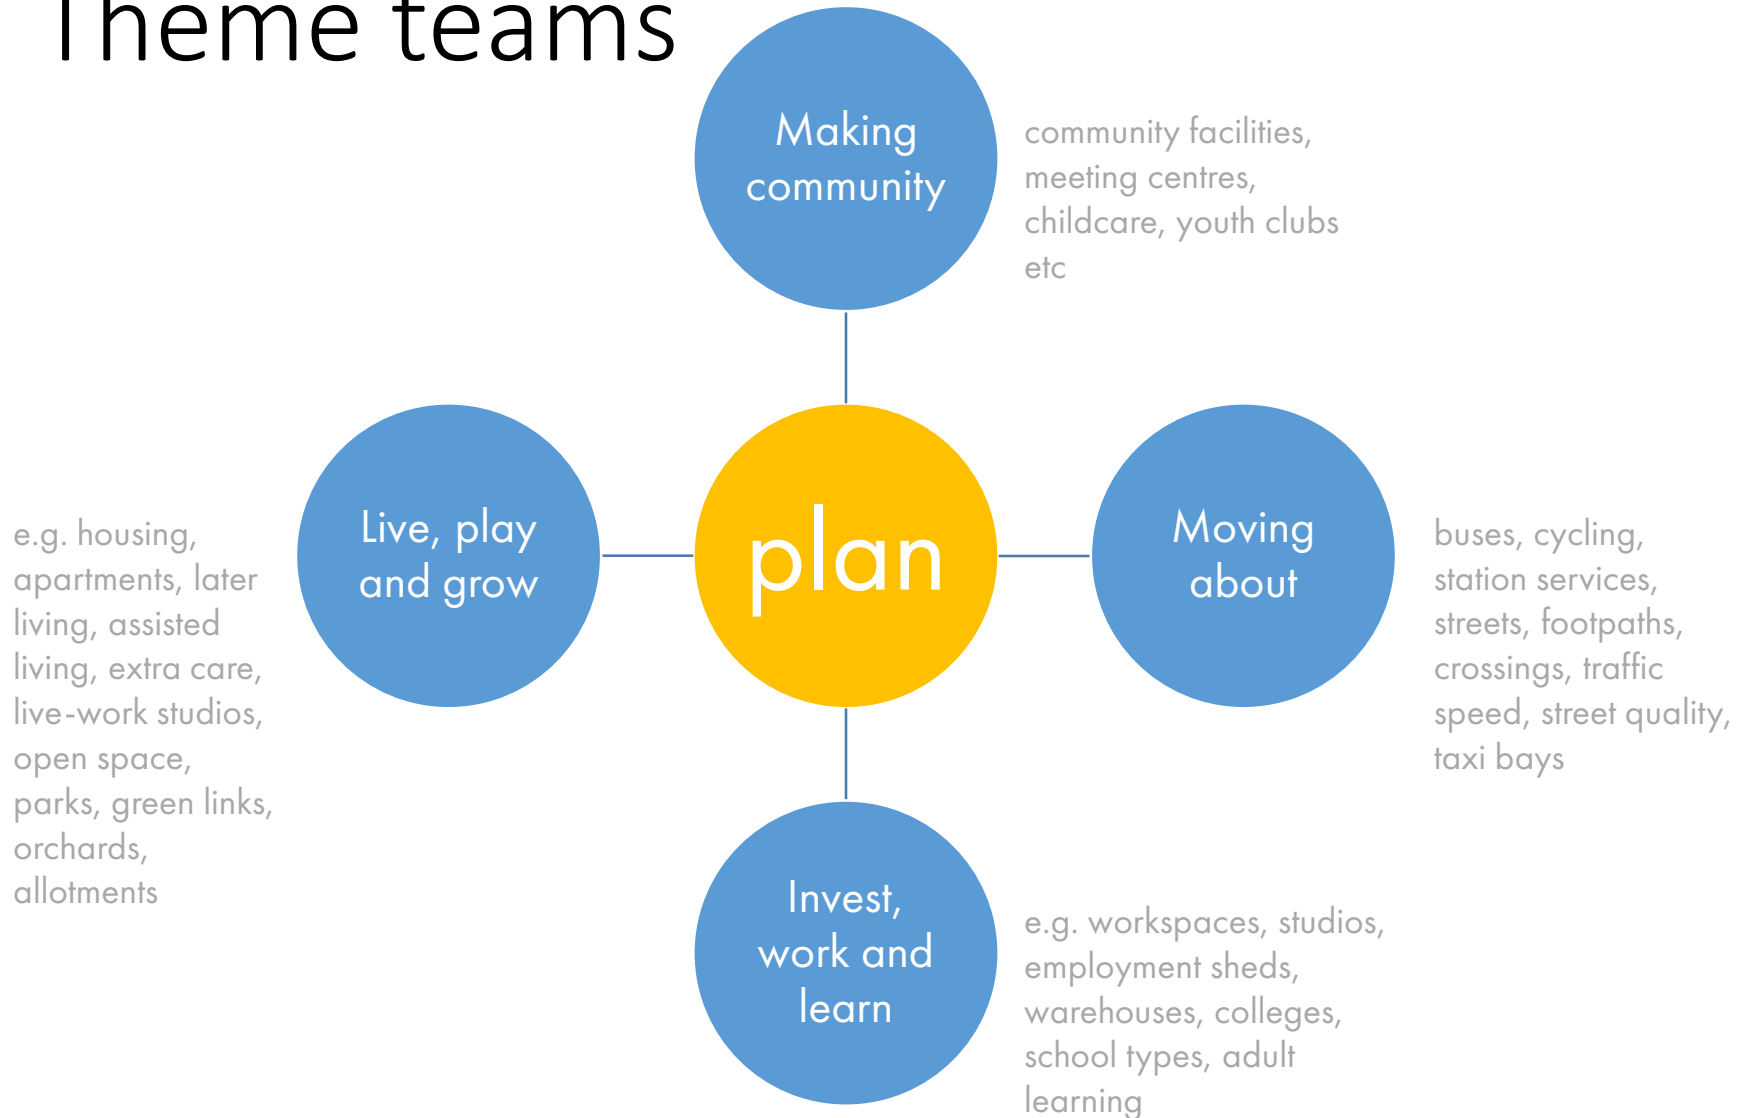 Theme teams
Making
community
community facilities,
meeting centres,
childcare, youth clubs
etc
e.g. housing,
apartments, later
living, assisted
living, extra care,
live-work studios,
open space,
parks, green links,
orchards,
allotments
Live, play
and grow
plan
Moving
about
buses, cycling,
station services,
streets, footpaths,
crossings, traffic
speed, street quality,
taxi bays
Invest,
work and
learn
e.g. workspaces, studios,
employment sheds,
warehouses, colleges,
school types, adult
learning